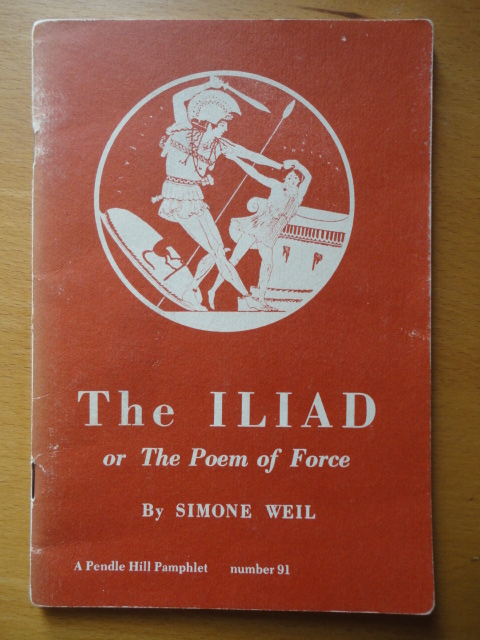 The ILIAD
or The Poem of Force
By SIMONE WEIL
A Pendle Hill Pamphlet number 91